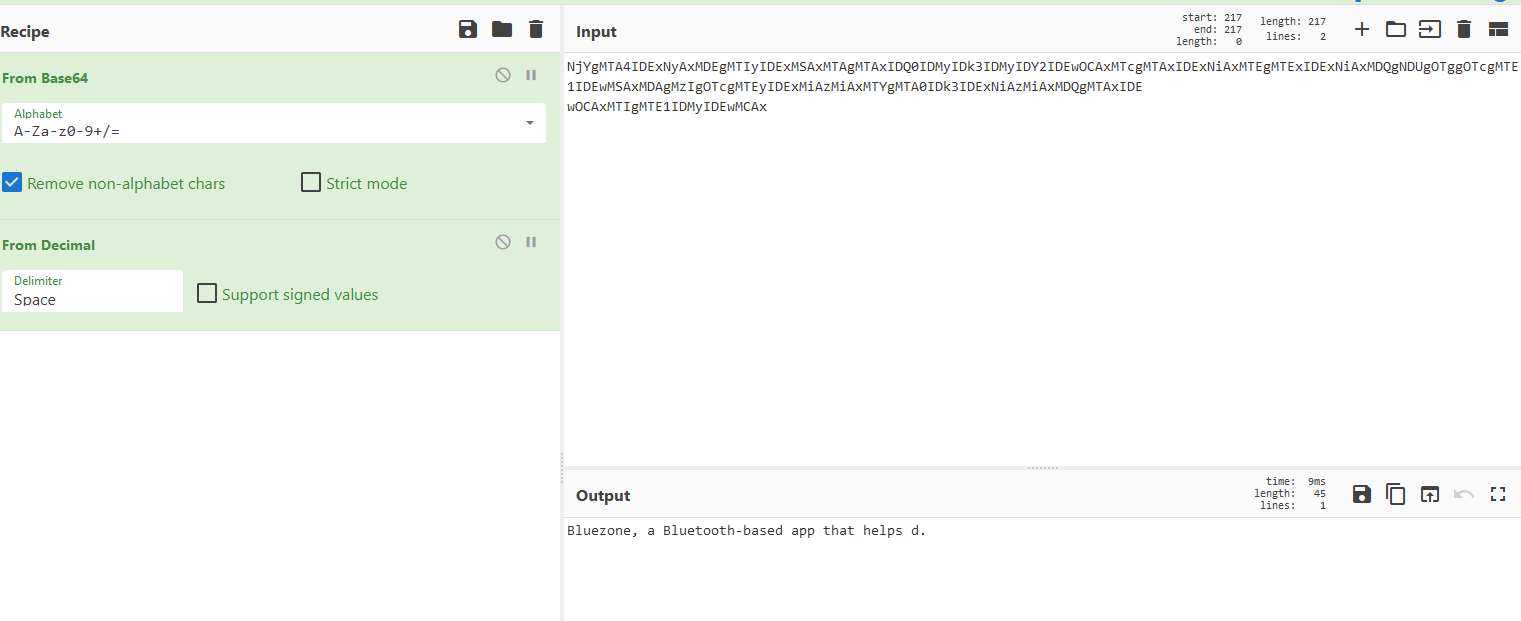 Recipe
From Base64
Alphabet
A-Za-z0-9+/=
Remove non-alphabet chars
Strict mode
From Decimal
Delimiter
Space
Support signed values
Input
start: 217
end: 217
length: 0
length: 217
lines: 2
NjYgMTA4IDExNyAxMDEgMTIyIDExMSAxMTAgMTAxIDQ0IDMyIDk3IDMyIDY2IDEwOCAxMTcgMTAxIDExNiAxMTEgMTExIDExNiAxMDQgNDUgOTggOTcgMTE
1IDEwMSAxMDAgMzIgOTcgMTEyIDExMiAzMiAxMTYgMTA0IDk3IDExNiAzMiAxMDQgMTAxIDE
wOCAxMTIgMTE1IDMyIDEwMCAx
Output
time: 9ms
length: 45
lines: 1
Bluezone, a Bluetooth-based app that helps d.